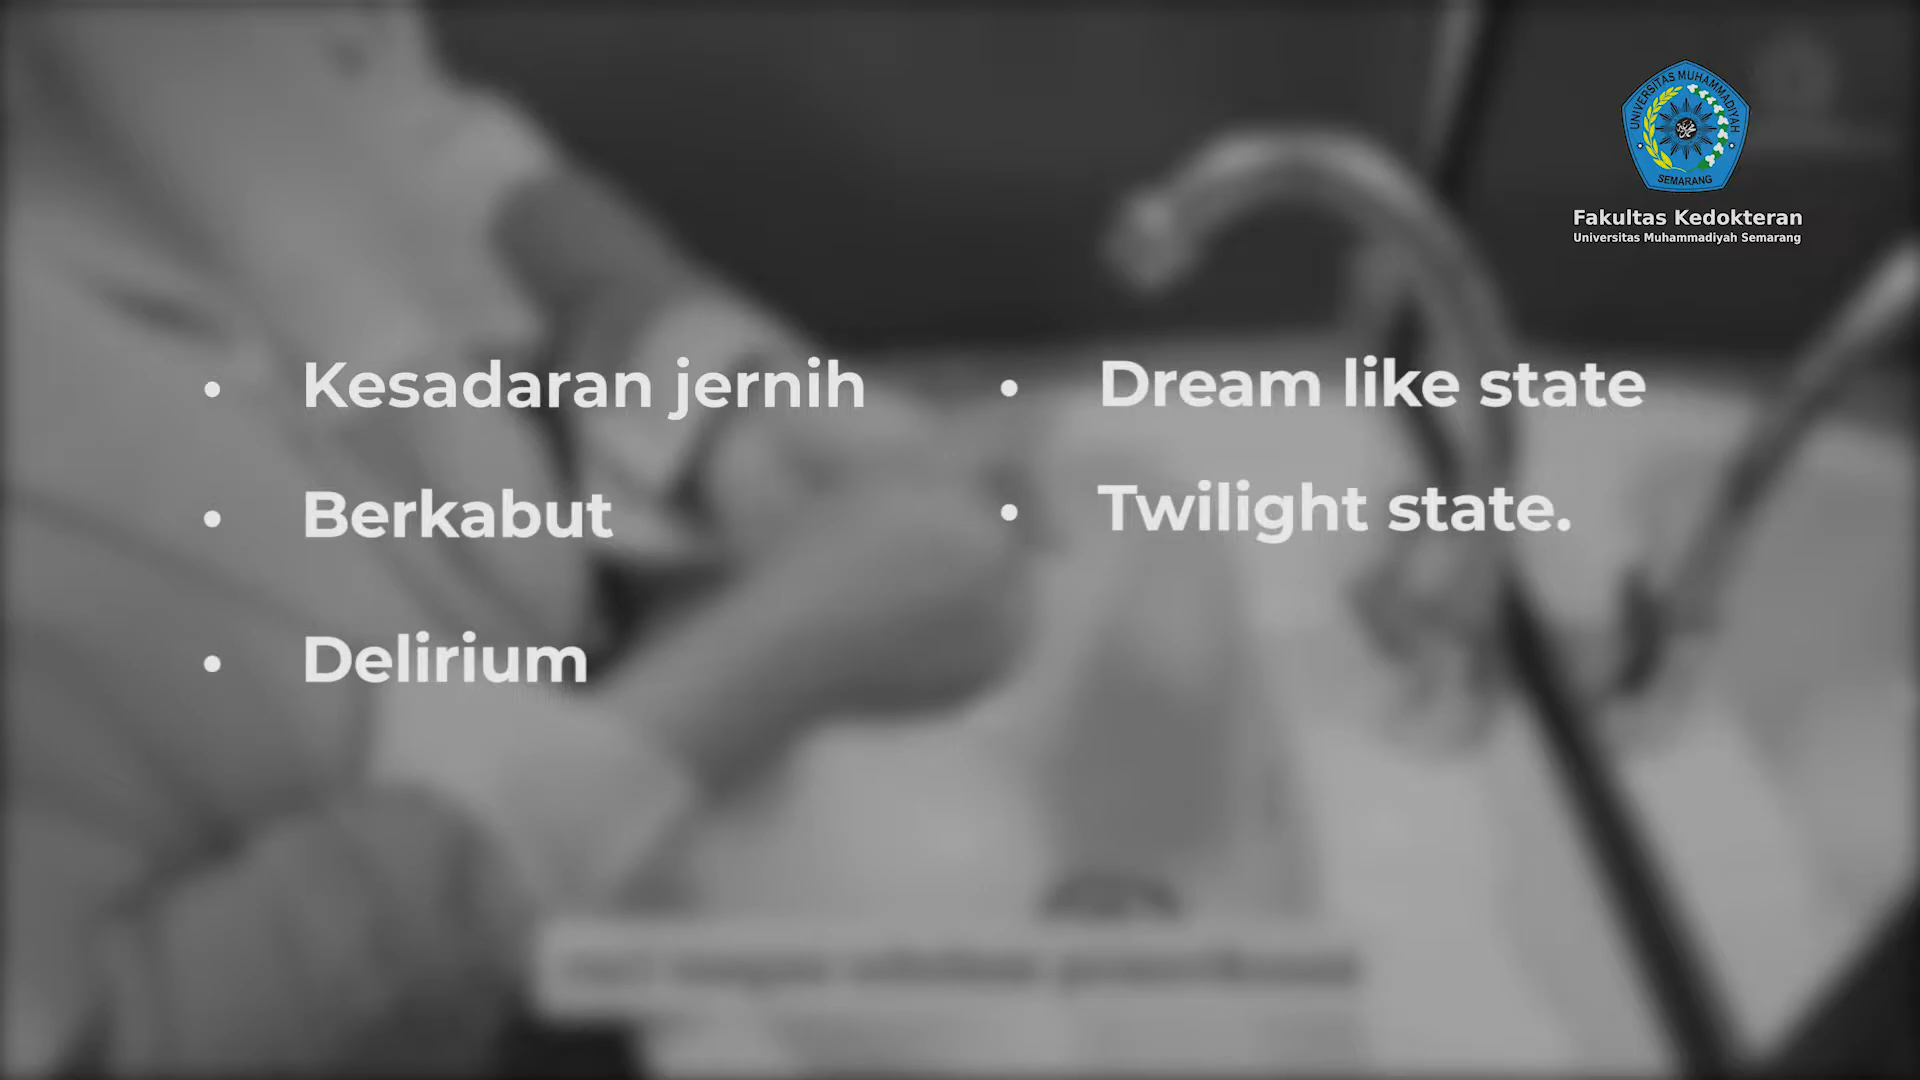 UNIVERSITAS MUHAMMADIYAH
SEMARANG
Fakultas Kedokteran
Universitas Muhammadiyah Semarang
• Kesadaran jernih
• Berkabut
• Delirium
• Dream like state
• Twilight state.